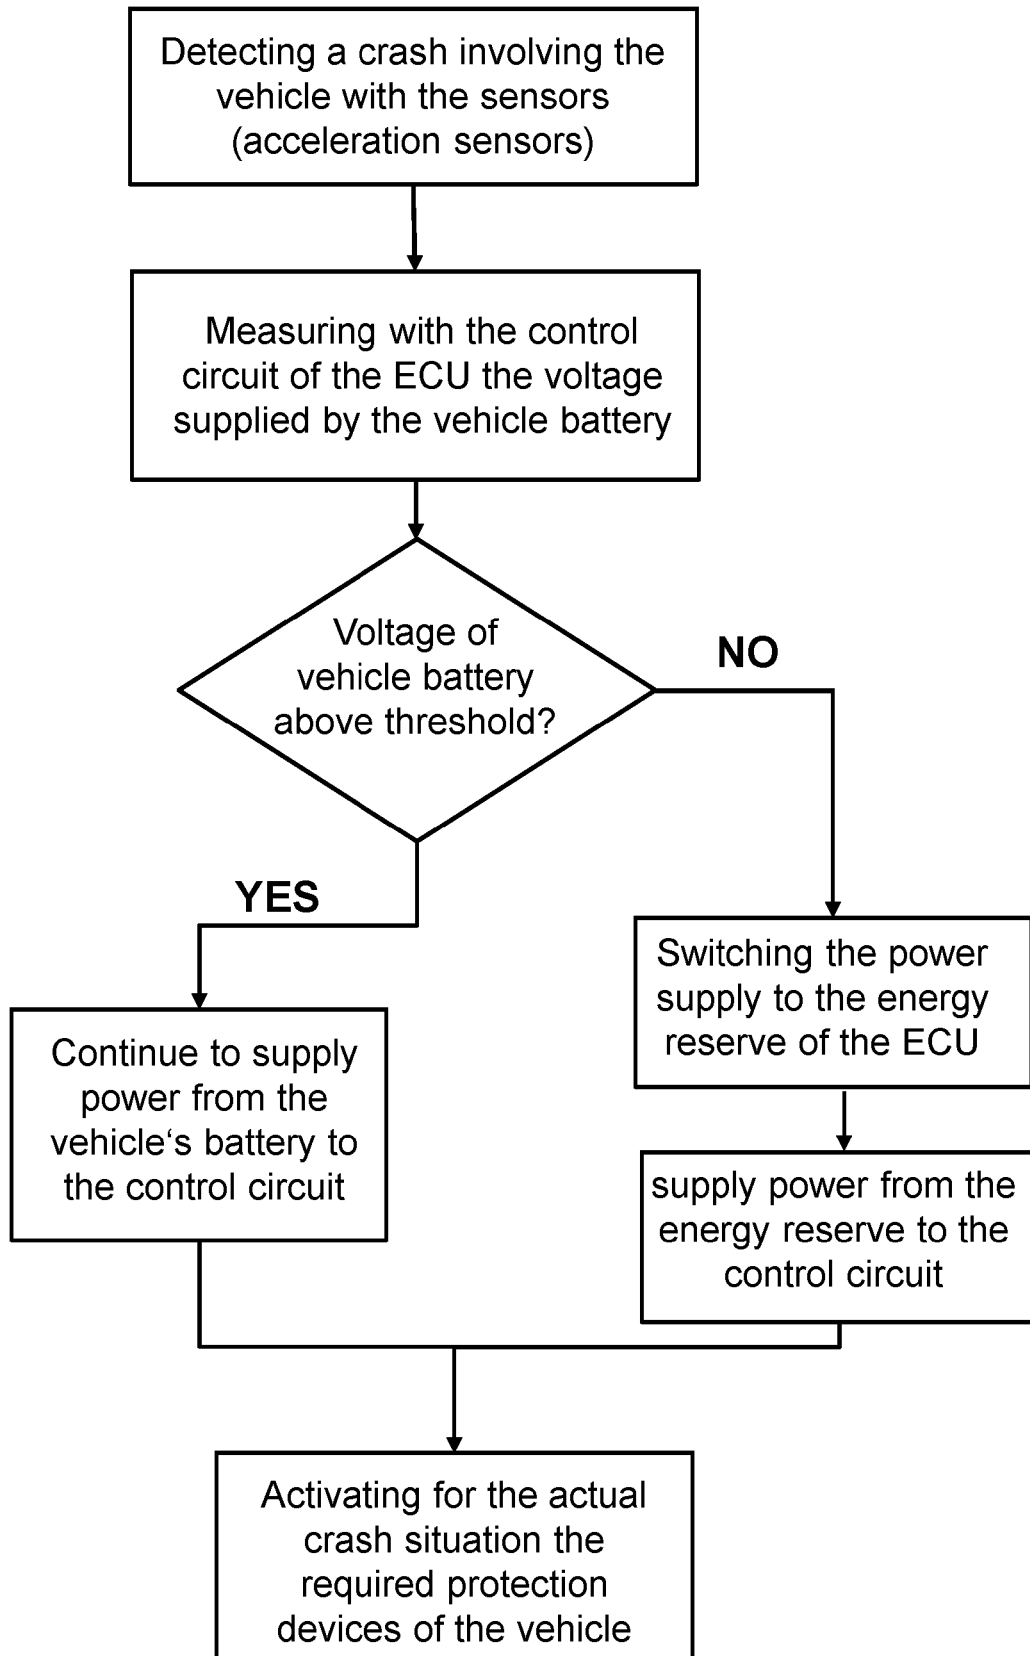 Detecting a crash involving the
vehicle with the sensors
(acceleration sensors)
Measuring with the control
circuit of the ECU the voltage
supplied by the vehicle battery
Voltage of
vehicle battery
above threshold?
NO
YES
Switching the power
supply to the energy
reserve of the ECU
Continue to supply
power from the
vehicle‘s battery to
the control circuit
supply power from the
energy reserve to the
control circuit
Activating for the actual
crash situation the
required protection
devices of the vehicle